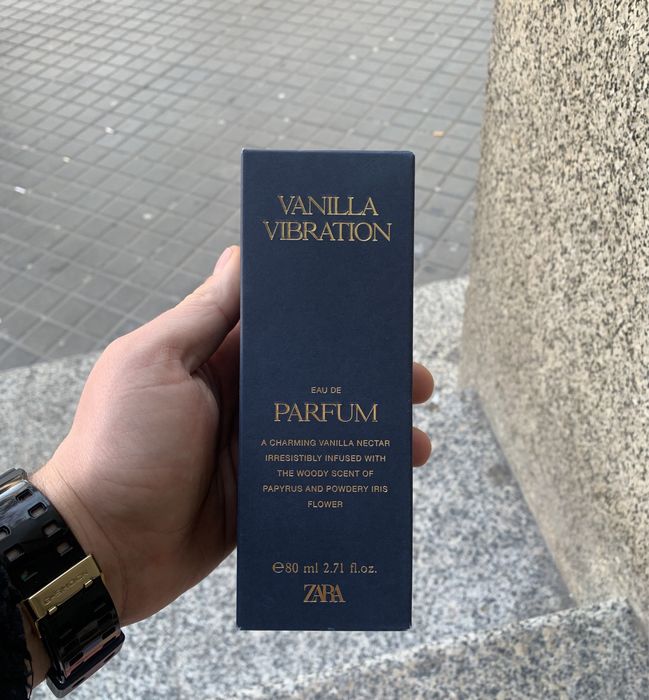 VANILLA
VIBRATION
EAU DE
PARFUM
A CHARMING VANILLA NECTAR
IRRESISTIBLY INFUSED WITH
THE WOODY SCENT OF
PAPYRUS AND POWDERY IRIS
FLOWER
℮80 ml 2.71 fl.oz.
ZARA